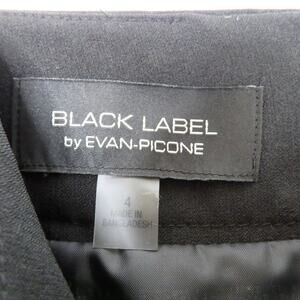 BLACK LABEL
by EVAN-PICONE
4
MADE IN
BANGLADESH